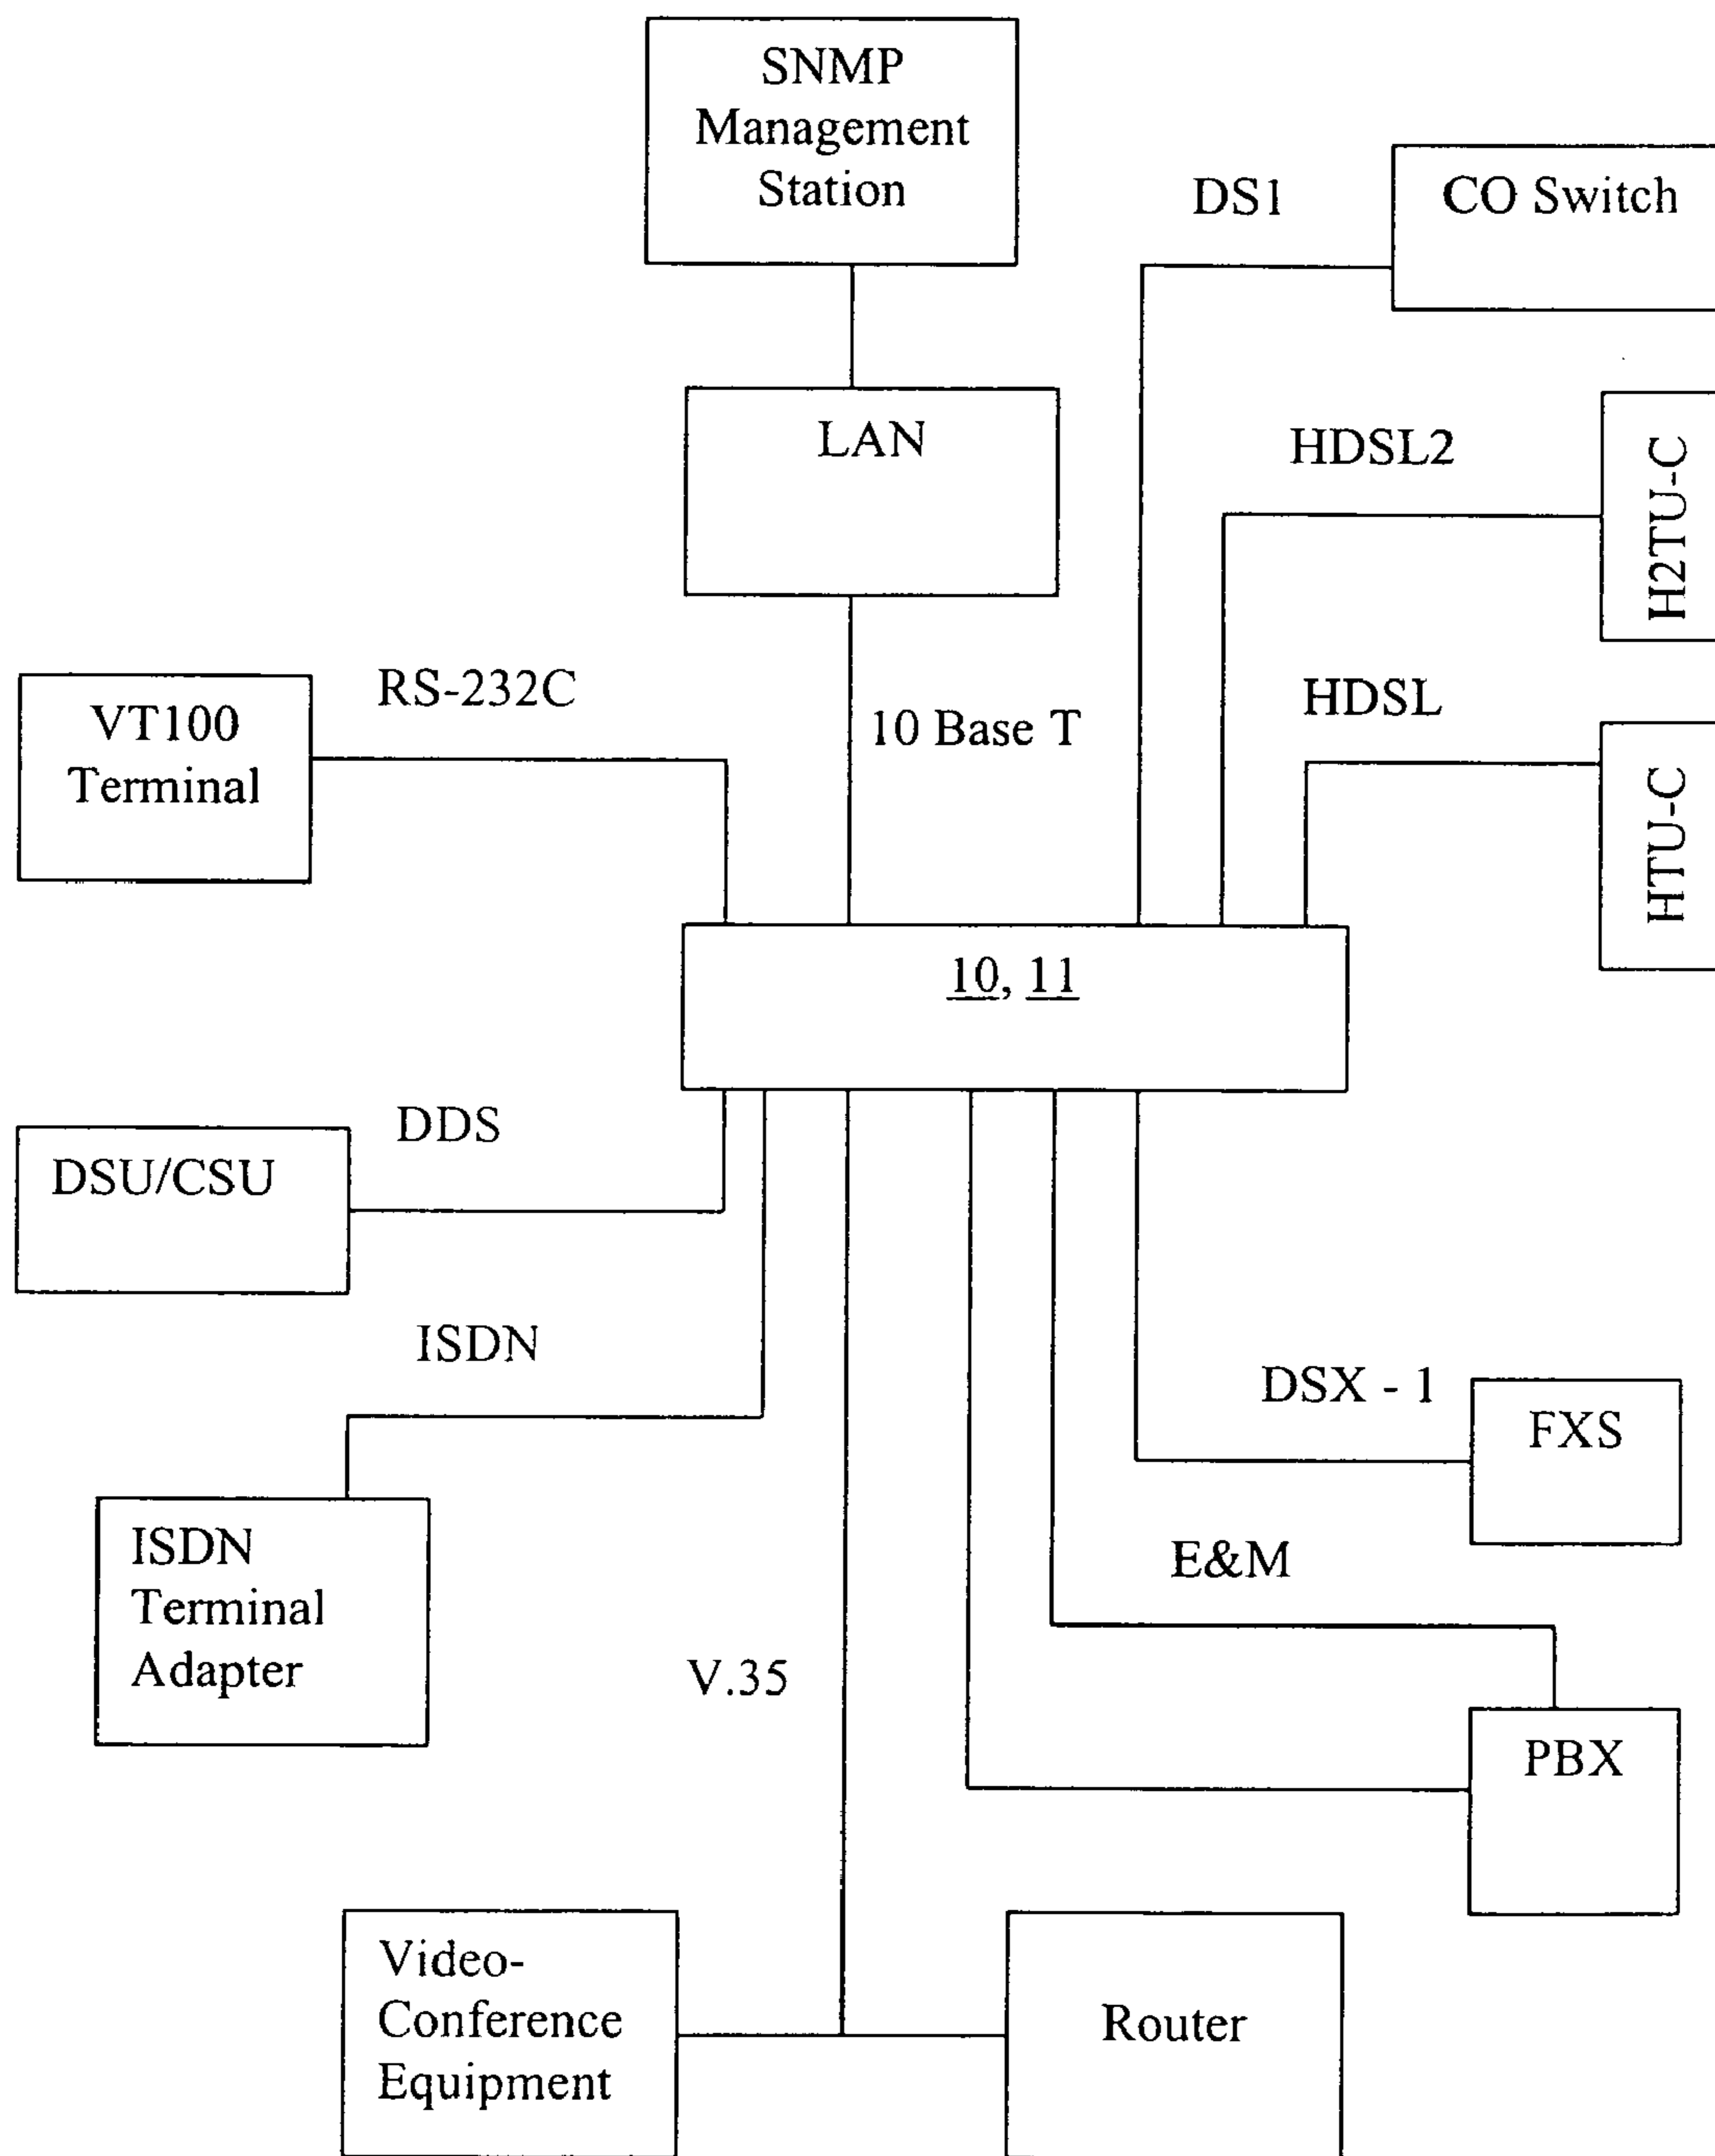 SNMP
Management
Station
DS1
CO Switch
LAN
HDSL2
H2TU-C
RS-232C
HDSL
VT100
Terminal
10 Base T
HTU-C
10, 11
DDS
DSU/CSU
ISDN
DSX - 1
FXS
ISDN
Terminal
Adapter
E&M
V.35
PBX
Video-
Conference
Equipment
Router